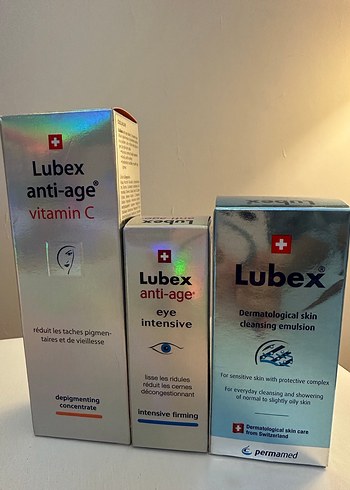 Lubex
anti-age®
vitamin C
réduit les taches pigmen-
taires et de vieillesse
depigmenting
concentrate
Lubex
anti-age®
eye
intensive
lisse les ridules
réduit les cernes
décongestionnant
intensive firming
Lubex
Lubex®
Dermatological skin
cleansing emulsion
For sensitive skin with protective complex
For everyday cleansing and showering
of normal to slightly oily skin
Dermatological skin care
from Switzerland
permamed